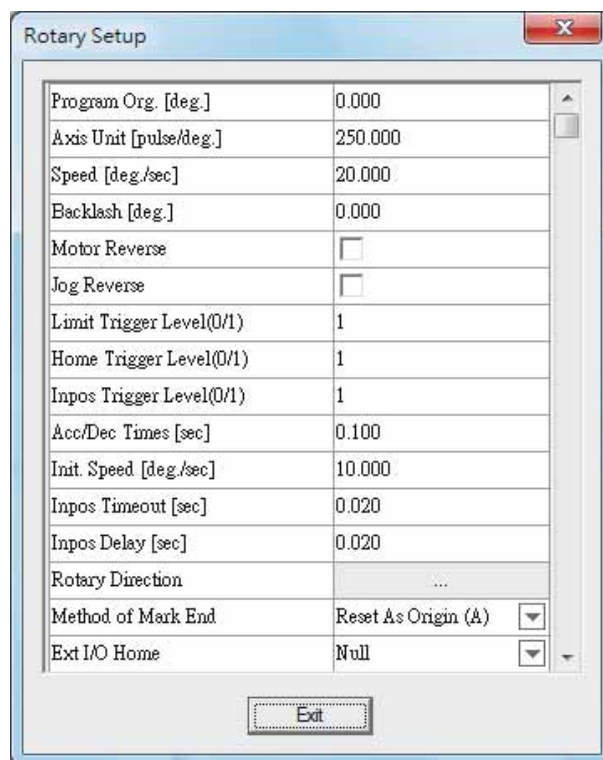 Rotary Setup
Program Org. [deg.] 0.000
Axis Unit [pulse/deg.] 250.000
Speed [deg./sec] 20.000
Backlash [deg.] 0.000
Motor Reverse
Jog Reverse
Limit Trigger Level(0/1) 1
Home Trigger Level(0/1) 1
Inpos Trigger Level(0/1) 1
Acc/Dec Times [sec] 0.100
Init. Speed [deg./sec] 10.000
Inpos Timeout [sec] 0.020
Inpos Delay [sec] 0.020
Rotary Direction ...
Method of Mark End Reset As Origin (A)
Ext I/O Home Null
Exit